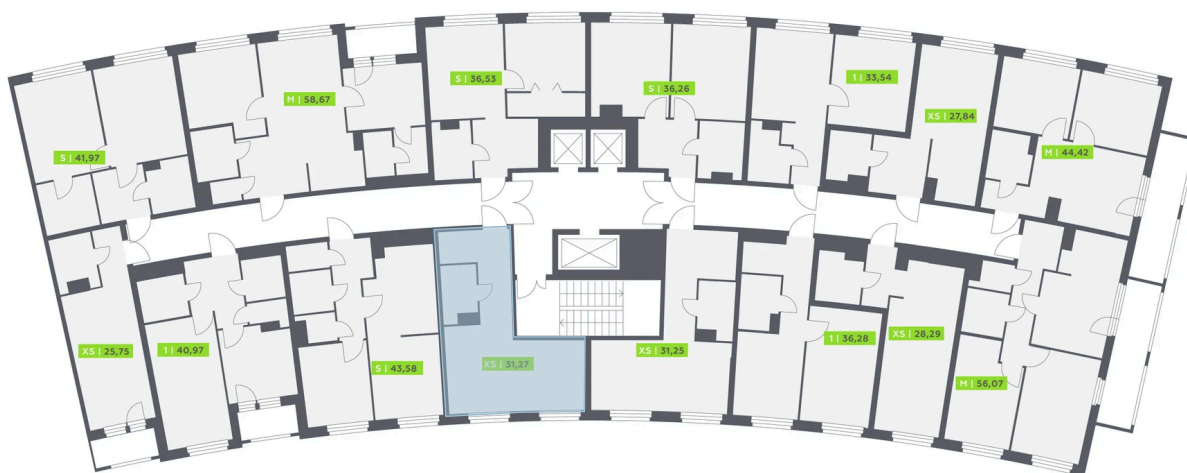 S | 41,97
M | 58,67
S | 36,53
S | 36,26
1 | 33,54
XS | 27,84
M | 44,42
XS | 25,75
1 | 40,97
S | 43,58
XS | 31,27
XS | 31,25
1 | 36,28
XS | 28,29
M | 56,07